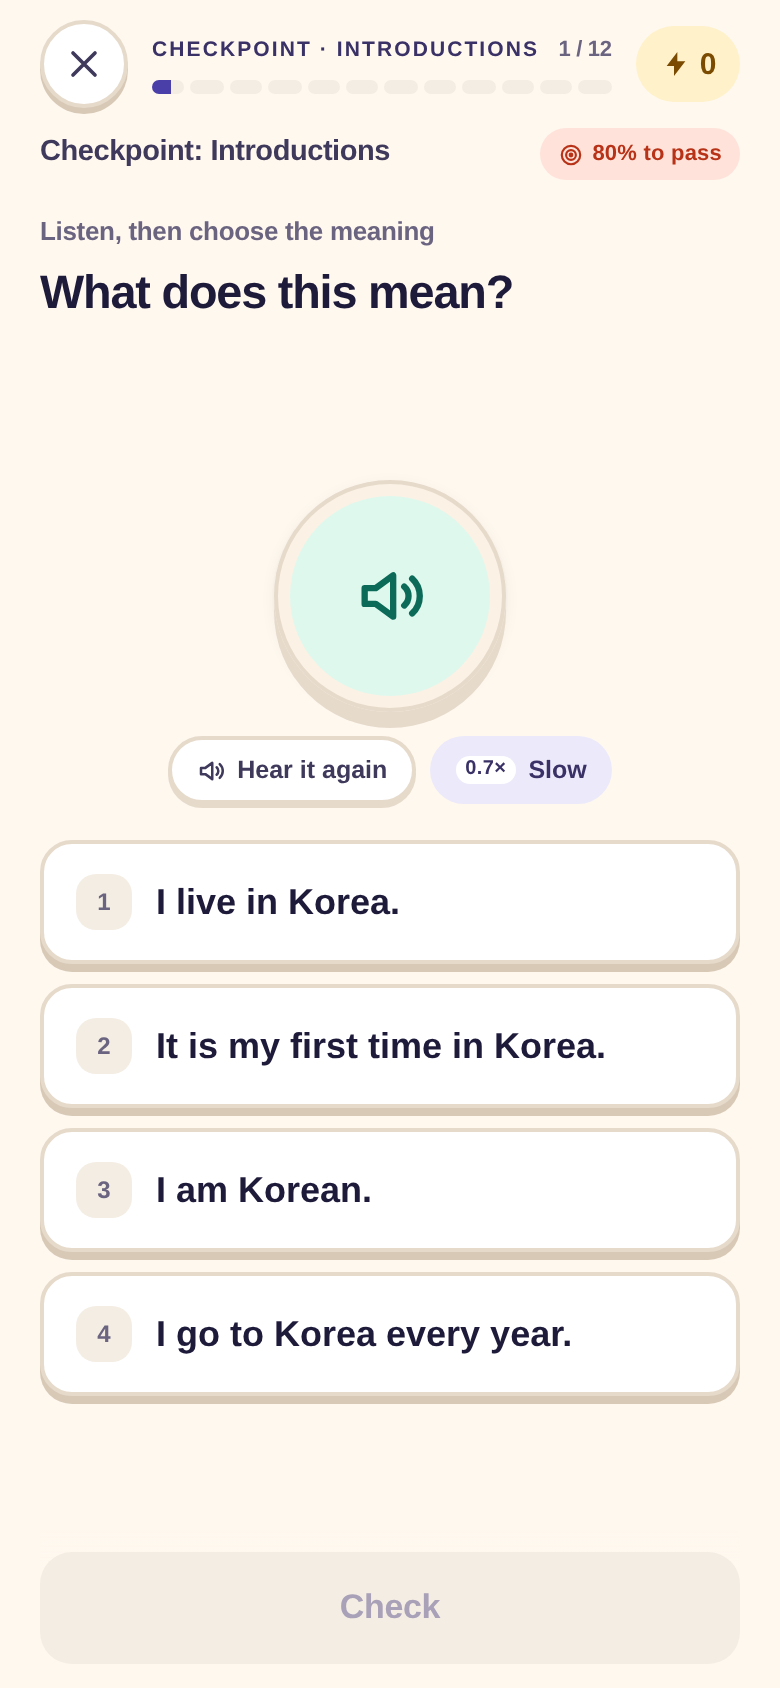 CHECKPOINT · INTRODUCTIONS 1 / 12
0
Checkpoint: Introductions
80% to pass
Listen, then choose the meaning
What does this mean?
Hear it again
0.7× Slow
1 I live in Korea.
2 It is my first time in Korea.
3 I am Korean.
4 I go to Korea every year.
Check